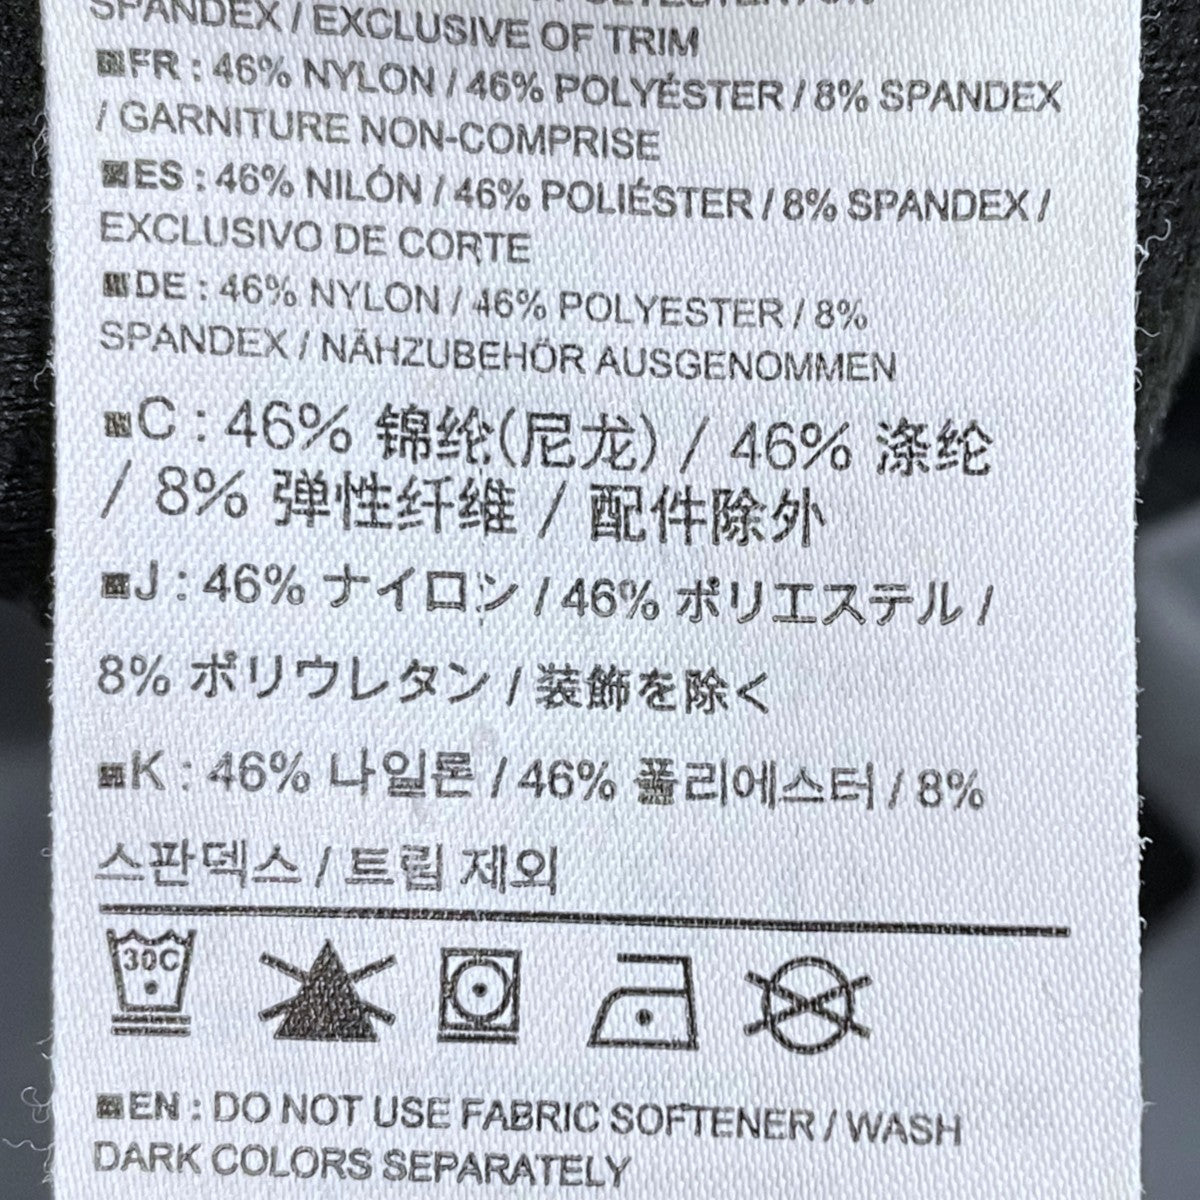 SPANDEX / EXCLUSIVE OF TRIM
FR : 46% NYLON / 46% POLYÉSTER / 8% SPANDEX
/ GARNITURE NON-COMPRISE
ES : 46% NILÓN / 46% POLIÉSTER / 8% SPANDEX /
EXCLUSIVO DE CORTE
DE : 46% NYLON / 46% POLYESTER / 8%
SPANDEX / NÄHZUBEHÖR AUSGENOMMEN
C : 46% 锦纶(尼龙) / 46% 涤纶
/ 8% 弹性纤维 / 配件除外
J : 46% ナイロン / 46% ポリエステル /
8% ポリウレタン / 装飾を除く
K : 46% 나일론 / 46% 폴리에스터 / 8%
스판덱스 / 트림 제외
30C
EN : DO NOT USE FABRIC SOFTENER / WASH
DARK COLORS SEPARATELY